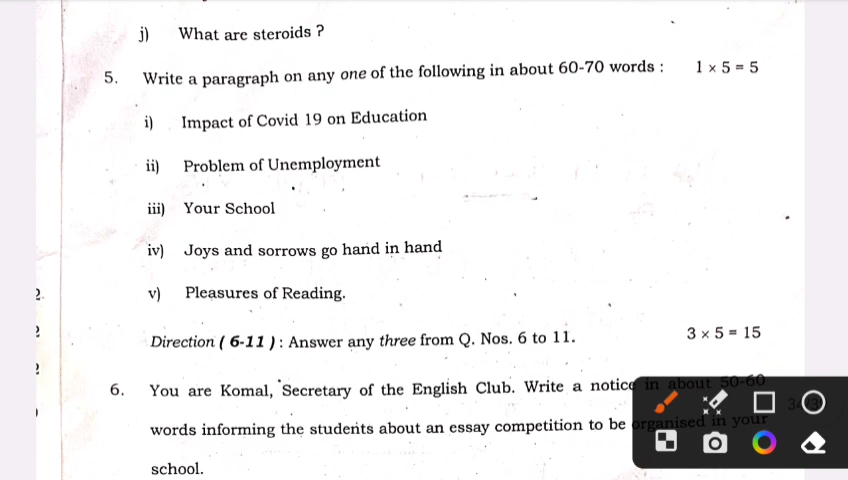 j) What are steroids ?
5. Write a paragraph on any one of the following in about 60-70 words : 1 × 5 = 5
i) Impact of Covid 19 on Education
ii) Problem of Unemployment
iii) Your School
iv) Joys and sorrows go hand in hand
v) Pleasures of Reading.
2.
2
2
Direction ( 6-11 ) : Answer any three from Q. Nos. 6 to 11. 3 × 5 = 15
6. You are Komal, Secretary of the English Club. Write a notice in about 50-60
words informing the students about an essay competition to be organised in your
school.